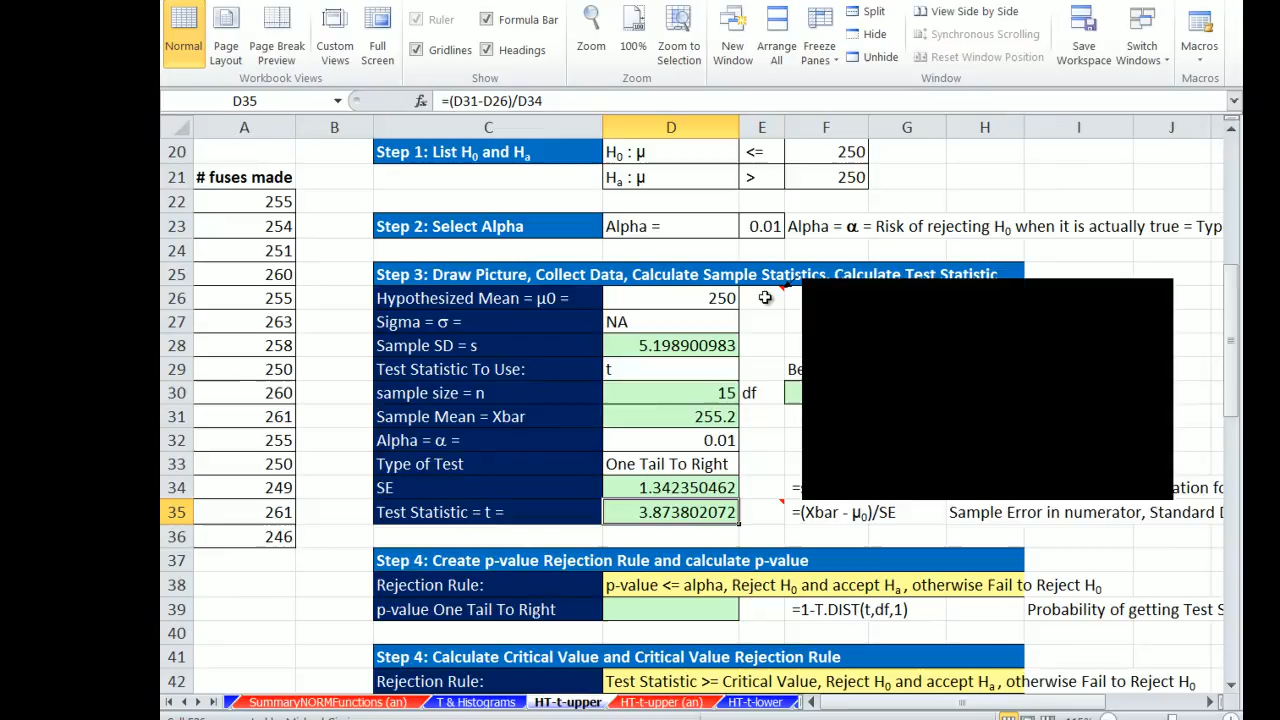 Normal Page Layout Page Break Preview Custom Views Full Screen
Workbook Views
Ruler Formula Bar
Gridlines Headings
Show
Zoom 100% Zoom to Selection
Zoom
New Window Arrange All Freeze Panes
Split
Hide
Unhide
View Side by Side
Synchronous Scrolling
Reset Window Position
Window
Save Workspace Switch Windows
Macros
Macros
D35 fx =(D31-D26)/D34
A B C D E F G H I J
20 Step 1: List H0 and Ha H0 : μ <= 250
21 # fuses made Ha : μ > 250
22 255
23 254 Step 2: Select Alpha Alpha = 0.01 Alpha = α = Risk of rejecting H0 when it is actually true = Typ
24 251
25 260 Step 3: Draw Picture, Collect Data, Calculate Sample Statistics, Calculate Test Statistic
26 255 Hypothesized Mean = μ0 = 250
27 263 Sigma = σ = NA
28 258 Sample SD = s 5.198900983
29 250 Test Statistic To Use: t Be
30 260 sample size = n 15 df
31 261 Sample Mean = Xbar 255.2
32 255 Alpha = α = 0.01
33 250 Type of Test One Tail To Right
34 249 SE 1.342350462
35 261 Test Statistic = t = 3.873802072 =(Xbar - μ0)/SE Sample Error in numerator, Standard
36 246
37 Step 4: Create p-value Rejection Rule and calculate p-value
38 Rejection Rule: p-value <= alpha, Reject H0 and accept Ha , otherwise Fail to Reject H0
39 p-value One Tail To Right =1-T.DIST(t,df,1) Probability of getting Test S
40
41 Step 4: Calculate Critical Value and Critical Value Rejection Rule
42 Rejection Rule: Test Statistic >= Critical Value, Reject H0 and accept Ha , otherwise Fail to Reject H0
SummaryNORMFunctions (an) T & Histograms HT-t-upper HT-t-upper (an) HT-t-lower